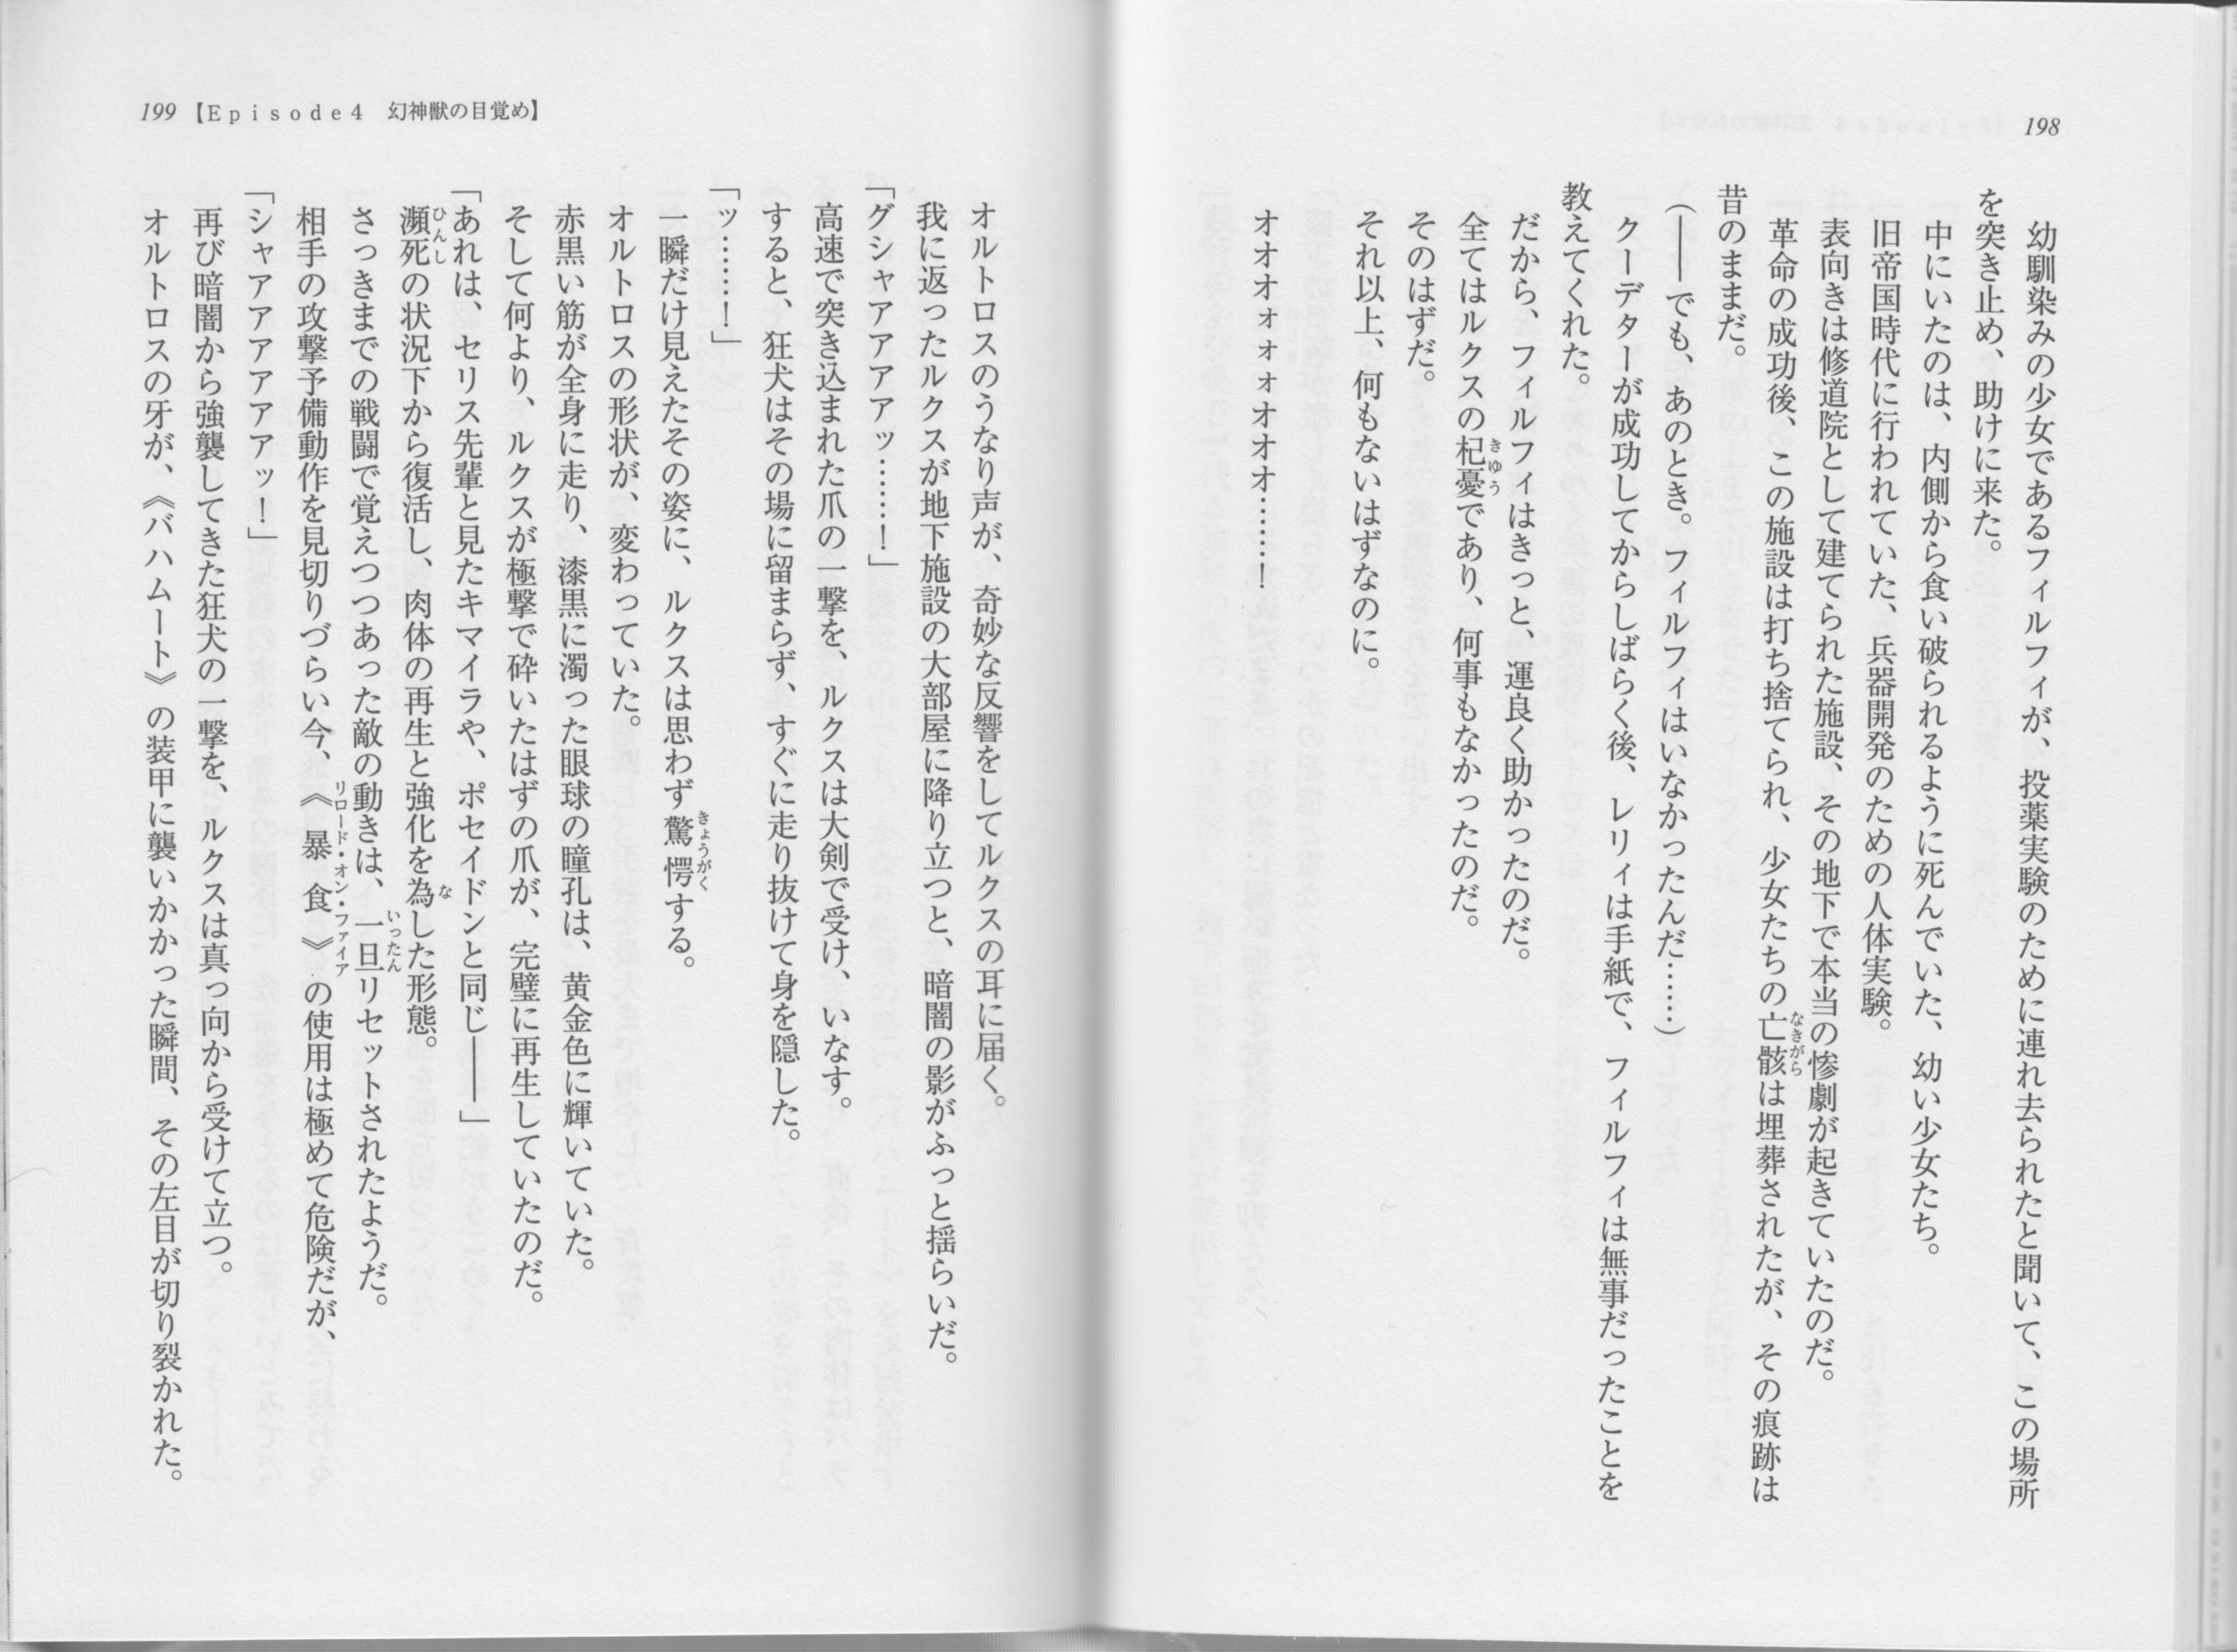 198
幼馴染みの少女であるフィルフィが、投薬実験のために連れ去られたと聞いて、この場所
を突き止め、助けに来た。
中にいたのは、内側から食い破られるように死んでいた、幼い少女たち。
旧帝国時代に行われていた、兵器開発のための人体実験。
表向きは修道院として建てられた施設、その地下で本当の惨劇が起きていたのだ。
革命の成功後、この施設は打ち捨てられ、少女たちの亡骸は埋葬されたが、その痕跡は
なきがら
昔のままだ。
（――でも、あのとき。フィルフィはいなかったんだ……）
クーデターが成功してからしばらく後、レリィは手紙で、フィルフィは無事だったことを
教えてくれた。
だから、フィルフィはきっと、運良く助かったのだ。
全てはルクスの杞憂であり、何事もなかったのだ。
きゆう
そのはずだ。
それ以上、何もないはずなのに。
オオオォォォオオオ……！
199【Episode4　幻神獣の目覚め】
オルトロスのうなり声が、奇妙な反響をしてルクスの耳に届く。
我に返ったルクスが地下施設の大部屋に降り立つと、暗闇の影がふっと揺らいだ。
「グシャアアアアッ……！」
高速で突き込まれた爪の一撃を、ルクスは大剣で受け、いなす。
すると、狂犬はその場に留まらず、すぐに走り抜けて身を隠した。
「ッ……！」
一瞬だけ見えたその姿に、ルクスは思わず驚愕する。
きょうがく
オルトロスの形状が、変わっていた。
赤黒い筋が全身に走り、漆黒に濁った眼球の瞳孔は、黄金色に輝いていた。
そして何より、ルクスが極撃で砕いたはずの爪が、完璧に再生していたのだ。
「あれは、セリス先輩と見たキマイラや、ポセイドンと同じ――」
瀕死の状況下から復活し、肉体の再生と強化を為した形態。
ひんし
な
さっきまでの戦闘で覚えつつあった敵の動きは、一旦リセットされたようだ。
いったん
相手の攻撃予備動作を見切りづらい今、《暴食》の使用は極めて危険だが、
リロード・オン・ファイア
「シャアアアアアアッ！」
再び暗闇から強襲してきた狂犬の一撃を、ルクスは真っ向から受けて立つ。
オルトロスの牙が、《バハムート》の装甲に襲いかかった瞬間、その左目が切り裂かれた。